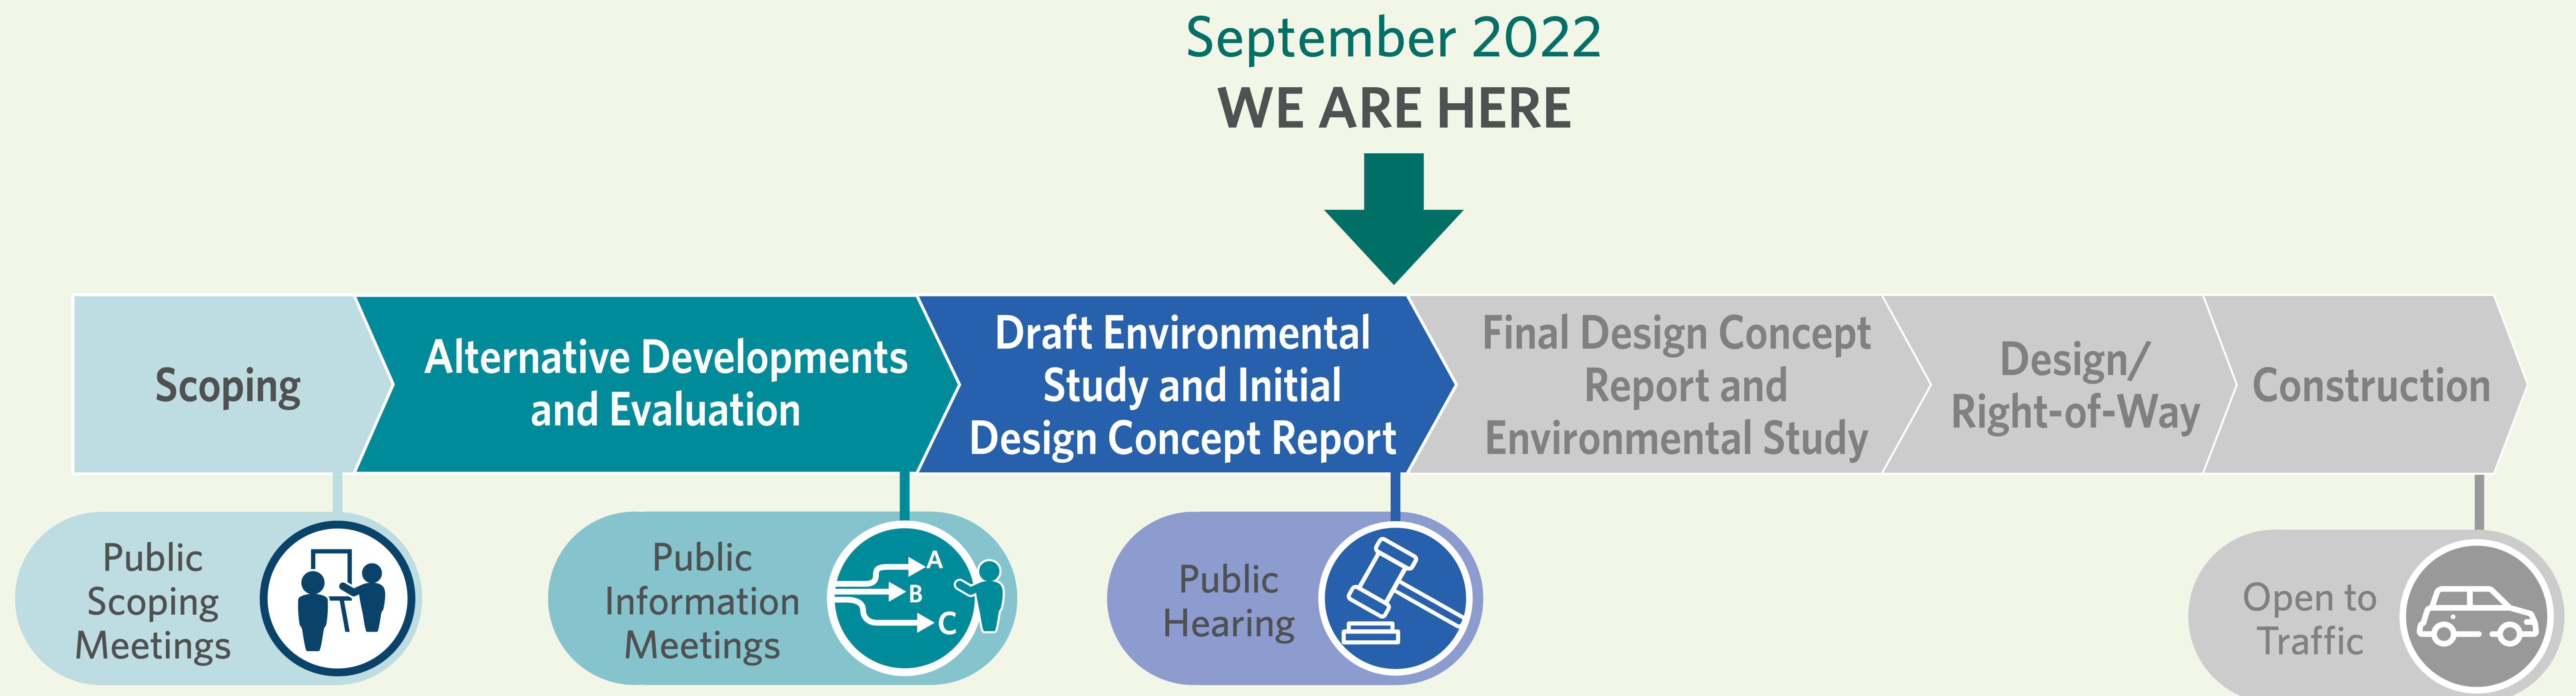 September 2022
WE ARE HERE
Scoping
Alternative Developments
and Evaluation
Draft Environmental
Study and Initial
Design Concept Report
Final Design Concept
Report and
Environmental Study
Design/
Right-of-Way
Construction
Public
Scoping
Meetings
Public
Information
Meetings
A
B
C
Public
Hearing
Open to
Traffic